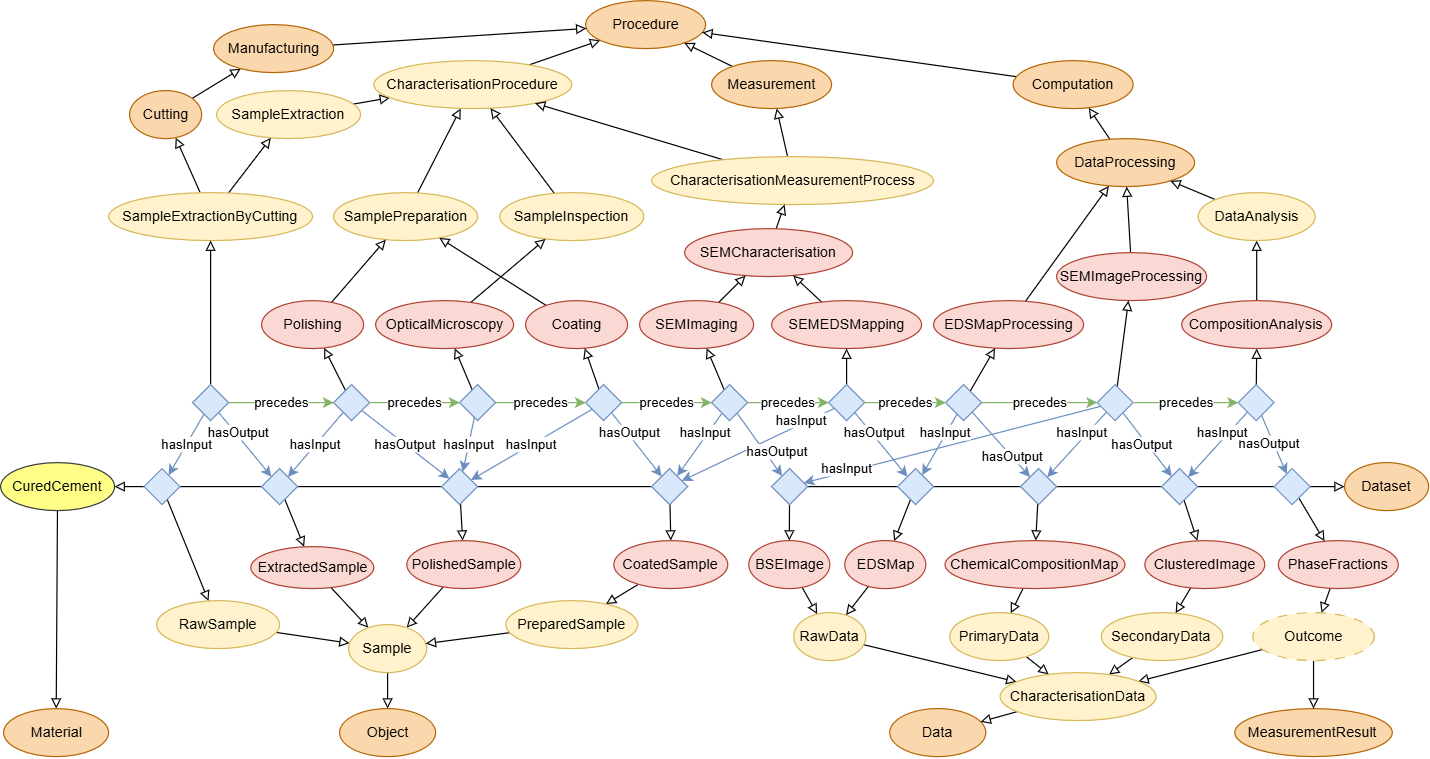 Procedure
Manufacturing
CharacterisationProcedure
Measurement
Computation
Cutting
SampleExtraction
DataProcessing
CharacterisationMeasurementProcess
SampleExtractionByCutting
SamplePreparation
SampleInspection
DataAnalysis
SEMCharacterisation
SEMImageProcessing
Polishing
OpticalMicroscopy
Coating
SEMImaging
SEMEDSMapping
EDSMapProcessing
CompositionAnalysis
precedes
precedes
precedes
precedes
precedes
precedes
precedes
precedes
hasInput
hasOutput
hasInput
hasOutput
hasInput
hasInput
hasOutput
hasInput
hasOutput
hasInput
hasOutput
hasInput
hasOutput
hasInput
hasInput
hasOutput
hasInput
hasOutput
CuredCement
Dataset
ExtractedSample
PolishedSample
CoatedSample
BSEImage
EDSMap
ChemicalCompositionMap
ClusteredImage
PhaseFractions
RawSample
Sample
PreparedSample
RawData
PrimaryData
SecondaryData
Outcome
CharacterisationData
Material
Object
Data
MeasurementResult